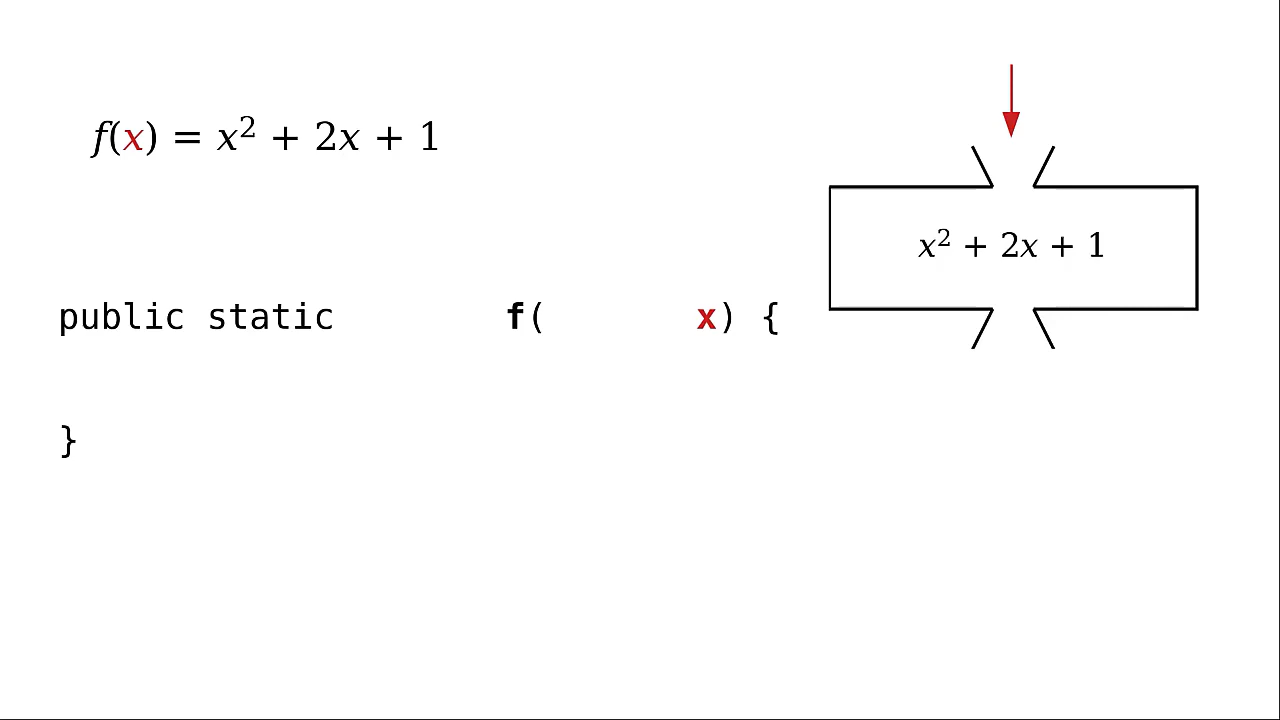 f(x) = x² + 2x + 1
x² + 2x + 1
public static f( x) {
}